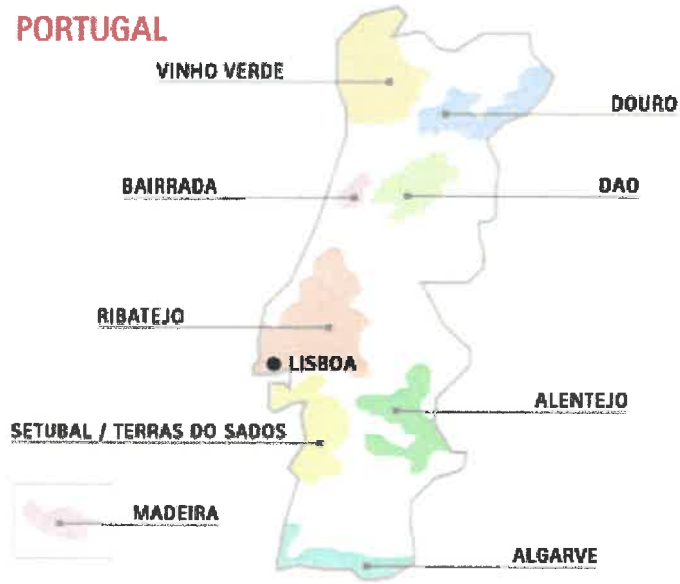 PORTUGAL
VINHO VERDE
DOURO
BAIRRADA
DAO
RIBATEJO
LISBOA
ALENTEJO
SETUBAL / TERRAS DO SADOS
MADEIRA
ALGARVE